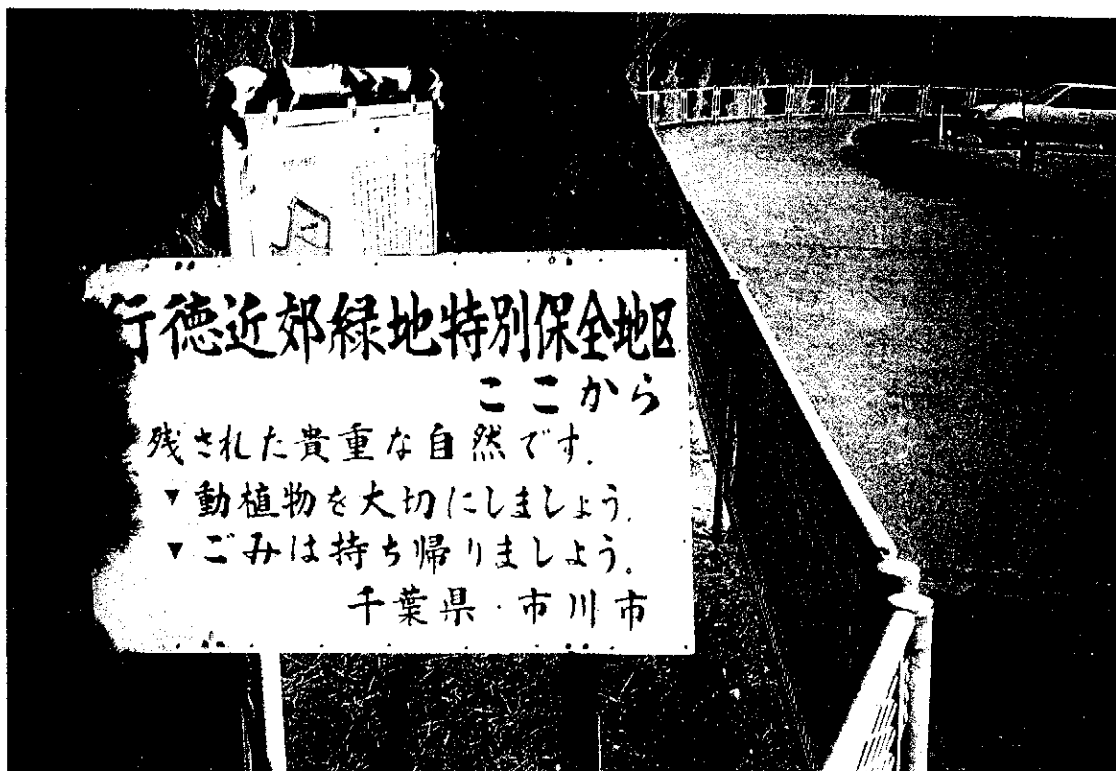 行徳近郊緑地特別保全地区
ここから
残された貴重な自然です.
▼動植物を大切にしましょう.
▼ごみは持ち帰りましょう.
千葉県・市川市